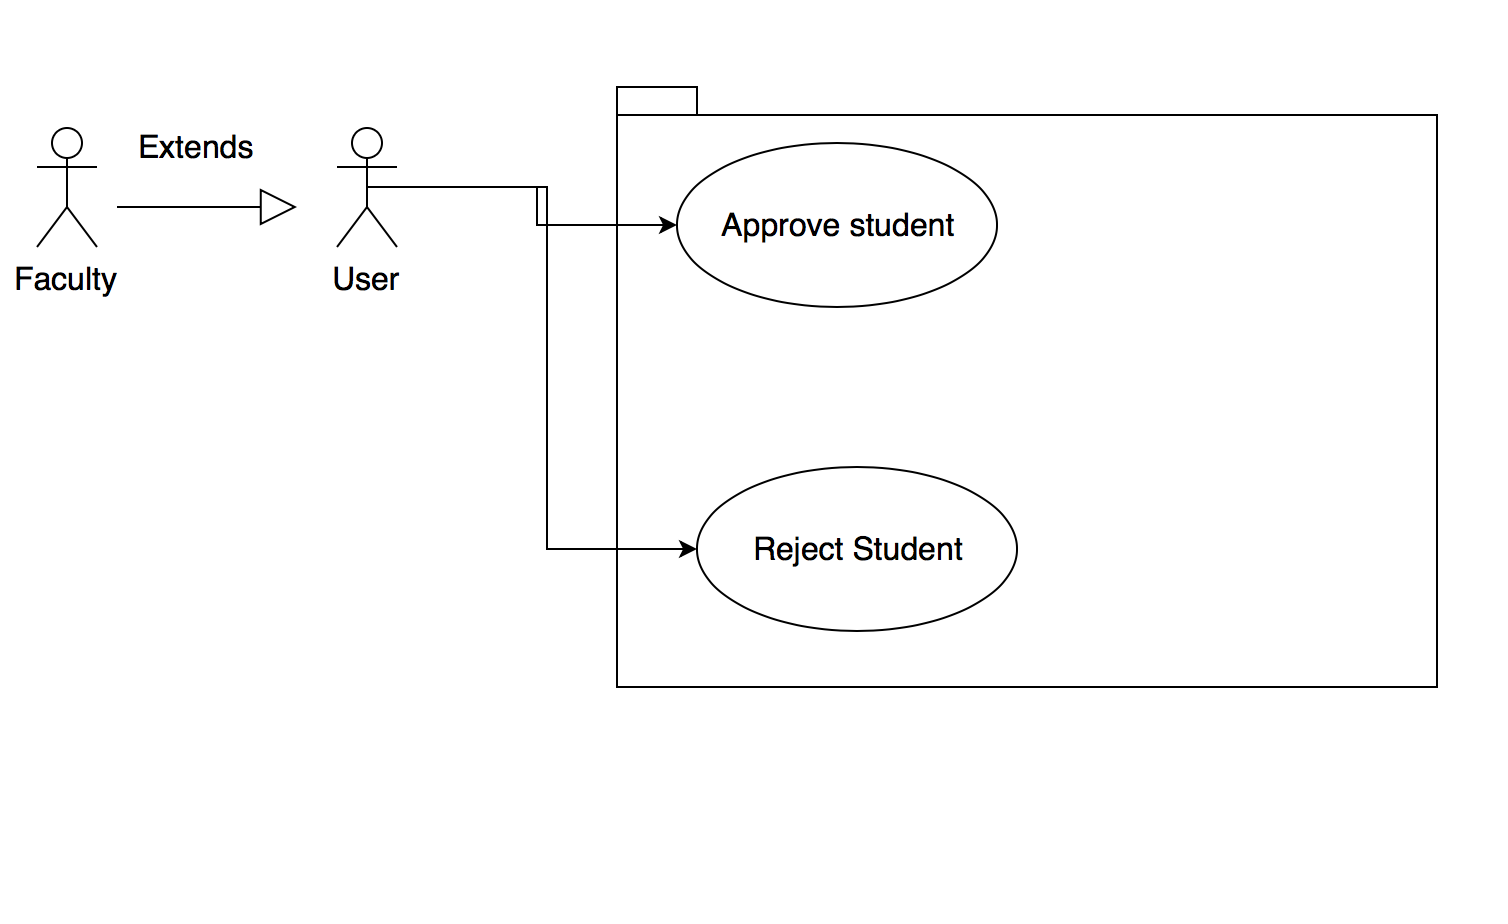 Extends
Faculty
User
Approve student
Reject Student